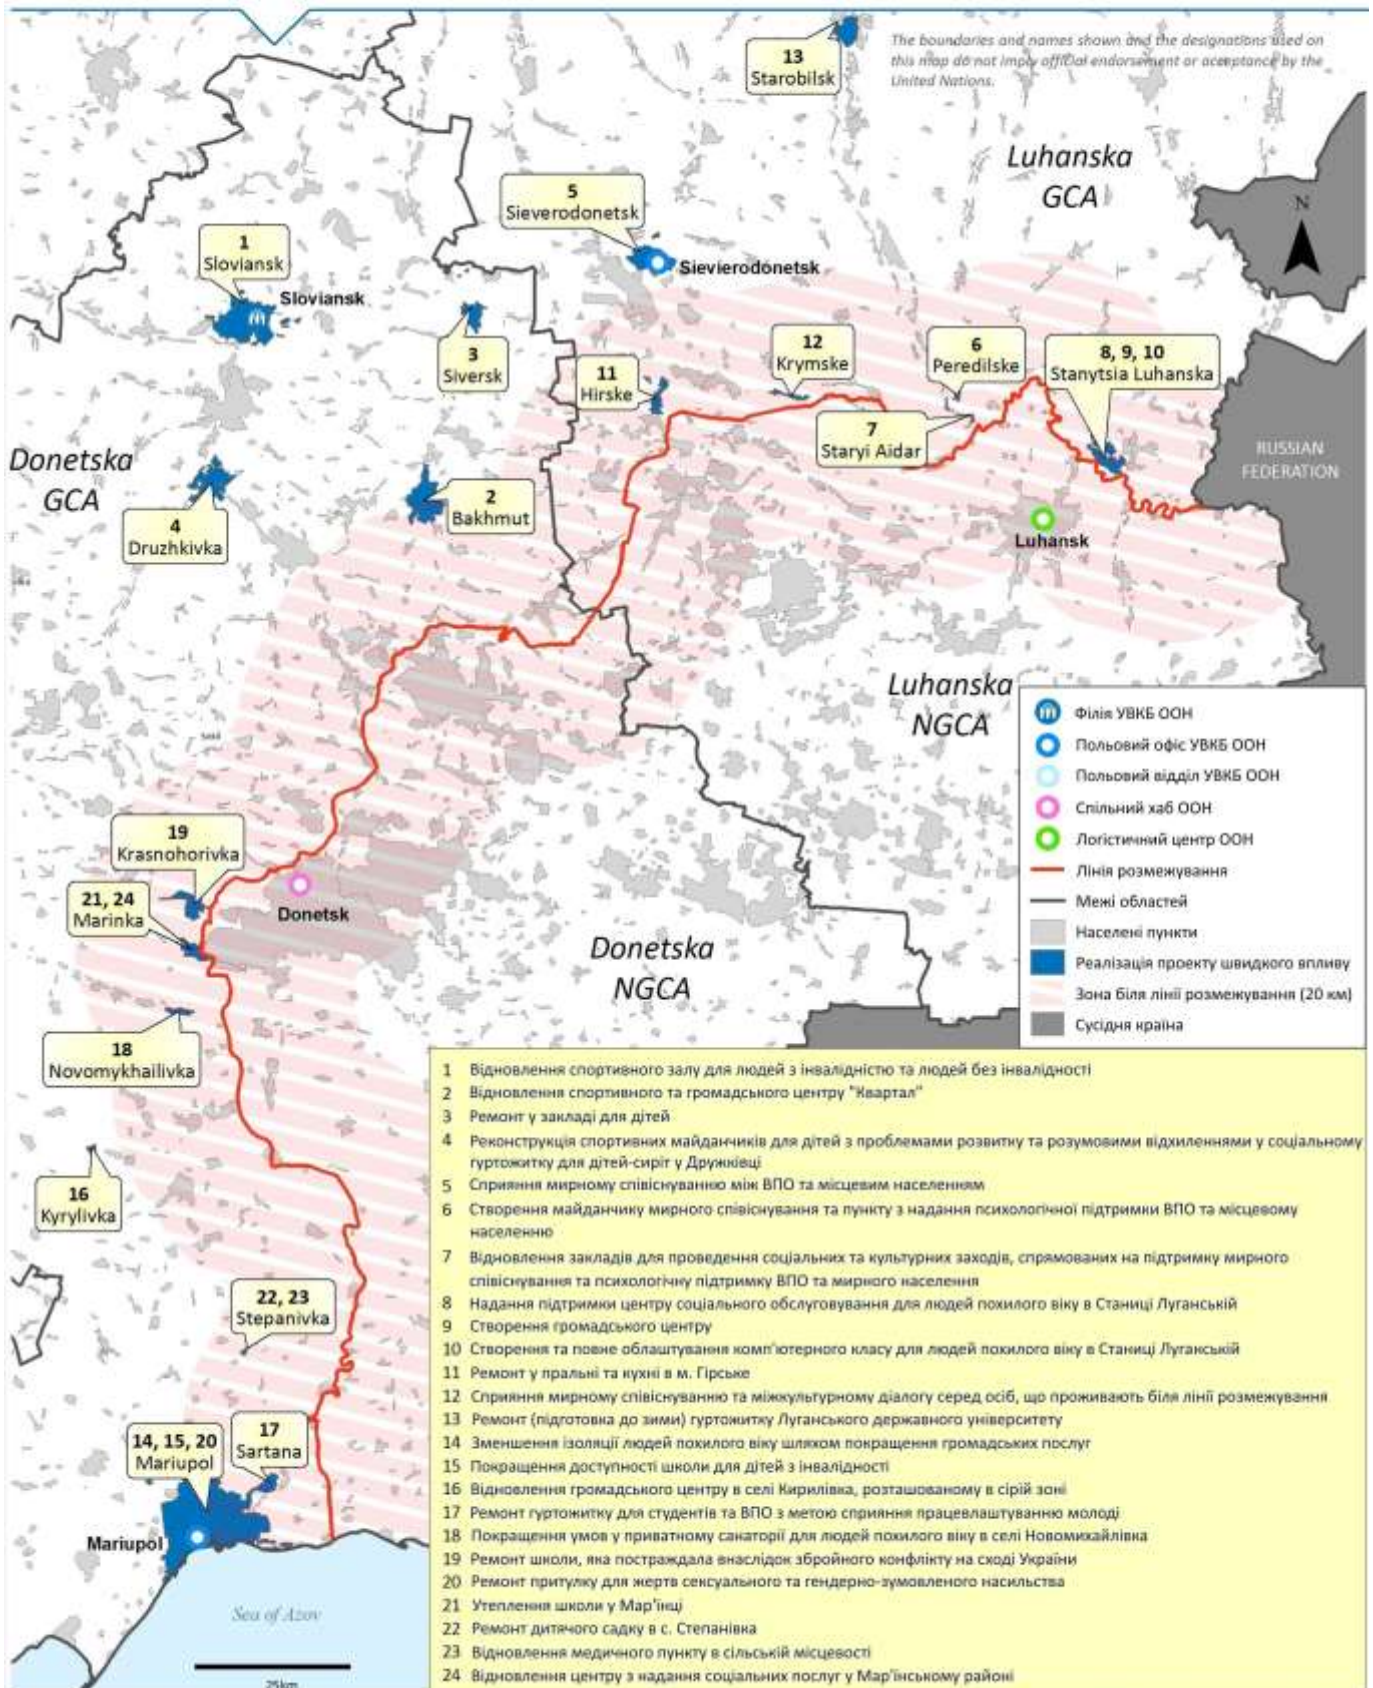 13
Starobilsk
The boundaries and names shown and the designations used on
this map do not imply official endorsement or acceptance by the
United Nations.
Luhanska
GCA
N
5
Sieverodonetsk
Sievierodonetsk
1
Sloviansk
Sloviansk
3
Siversk
11
Hirske
12
Krymske
6
Peredilske
8, 9, 10
Stanytsia Luhanska
7
Staryi Aidar
RUSSIAN
FEDERATION
Donetska
GCA
4
Druzhkivka
2
Bakhmut
Luhansk
Luhanska
NGCA
Філія УВКБ ООН
Польовий офіс УВКБ ООН
Польовий відділ УВКБ ООН
Спільний хаб ООН
Логістичний центр ООН
Лінія розмежування
Межі областей
Населені пункти
Реалізація проекту швидкого впливу
Зона біля лінії розмежування (20 км)
Сусідня країна
19
Krasnohorivka
21, 24
Marinka
Donetsk
Donetska
NGCA
18
Novomykhailivka
16
Kyrylivka
22, 23
Stepanivka
14, 15, 20
Mariupol
17
Sartana
Mariupol
Sea of Azov
25km
1 Відновлення спортивного залу для людей з інвалідністю та людей без інвалідності
2 Відновлення спортивного та громадського центру "Квартал"
3 Ремонт у закладі для дітей
4 Реконструкція спортивних майданчиків для дітей з проблемами розвитку та розумовими відхиленнями у соціальному
гуртожитку для дітей-сиріт у Дружківці
5 Сприяння мирному співіснуванню між ВПО та місцевим населенням
6 Створення майданчику мирного співіснування та пункту з надання психологічної підтримки ВПО та місцевому
населенню
7 Відновлення закладів для проведення соціальних та культурних заходів, спрямованих на підтримку мирного
співіснування та психологічну підтримку ВПО та мирного населення
8 Надання підтримки центру соціального обслуговування для людей похилого віку в Станиці Луганській
9 Створення громадського центру
10 Створення та повне облаштування комп'ютерного класу для людей похилого віку в Станиці Луганській
11 Ремонт у пральні та кухні в м. Гірське
12 Сприяння мирному співіснуванню та міжкультурному діалогу серед осіб, що проживають біля лінії розмежування
13 Ремонт (підготовка до зими) гуртожитку Луганського державного університету
14 Зменшення ізоляції людей похилого віку шляхом покращення громадських послуг
15 Покращення доступності школи для дітей з інвалідності
16 Відновлення громадського центру в селі Кирилівка, розташованому в сірій зоні
17 Ремонт гуртожитку для студентів та ВПО з метою сприяння працевлаштуванню молоді
18 Покращення умов у приватному санаторії для людей похилого віку в селі Новомихайлівка
19 Ремонт школи, яка постраждала внаслідок збройного конфлікту на сході України
20 Ремонт притулку для жертв сексуального та гендерно-зумовленого насильства
21 Утеплення школи у Мар'їнці
22 Ремонт дитячого садку в с. Степанівка
23 Відновлення медичного пункту в сільській місцевості
24 Відновлення центру з надання соціальних послуг у Мар'їнському районі